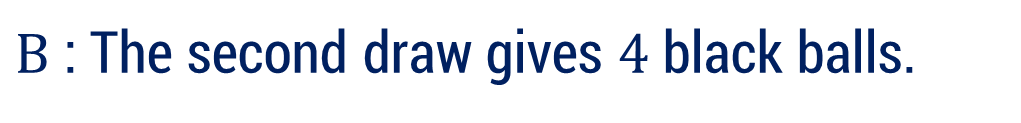 B : The second draw gives 4 black balls.